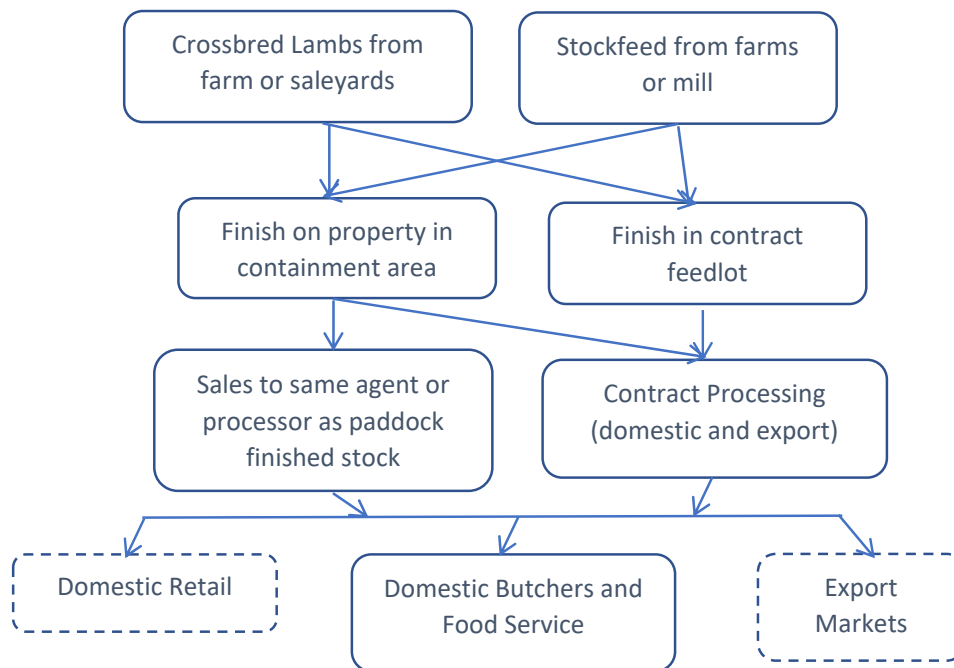 Crossbred Lambs from
farm or saleyards
Stockfeed from farms
or mill
Finish on property in
containment area
Finish in contract
feedlot
Sales to same agent or
processor as paddock
finished stock
Contract Processing
(domestic and export)
Domestic Retail
Domestic Butchers and
Food Service
Export
Markets